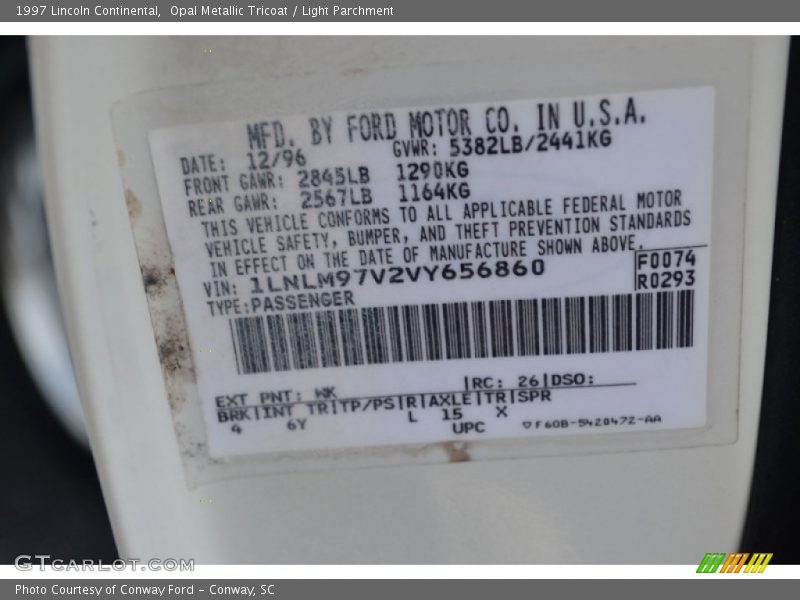 1997 Lincoln Continental, Opal Metallic Tricoat / Light Parchment
MFD. BY FORD MOTOR CO. IN U.S.A.
DATE: 12/96 GVWR: 5382LB/2441KG
FRONT GAWR: 2845LB 1290KG
REAR GAWR: 2567LB 1164KG
THIS VEHICLE CONFORMS TO ALL APPLICABLE FEDERAL MOTOR
VEHICLE SAFETY, BUMPER, AND THEFT PREVENTION STANDARDS
IN EFFECT ON THE DATE OF MANUFACTURE SHOWN ABOVE.
VIN: 1LNLM97V2VY656860 F0074
TYPE: PASSENGER R0293
EXT PNT: WK |RC: 26|DSO:
BRK|INT TR|TP/PS|R|AXLE|TR|SPR
4 6Y L 15 X
UPC ▽F60B-5420472-AA
GTcarlot.com
Photo Courtesy of Conway Ford - Conway, SC